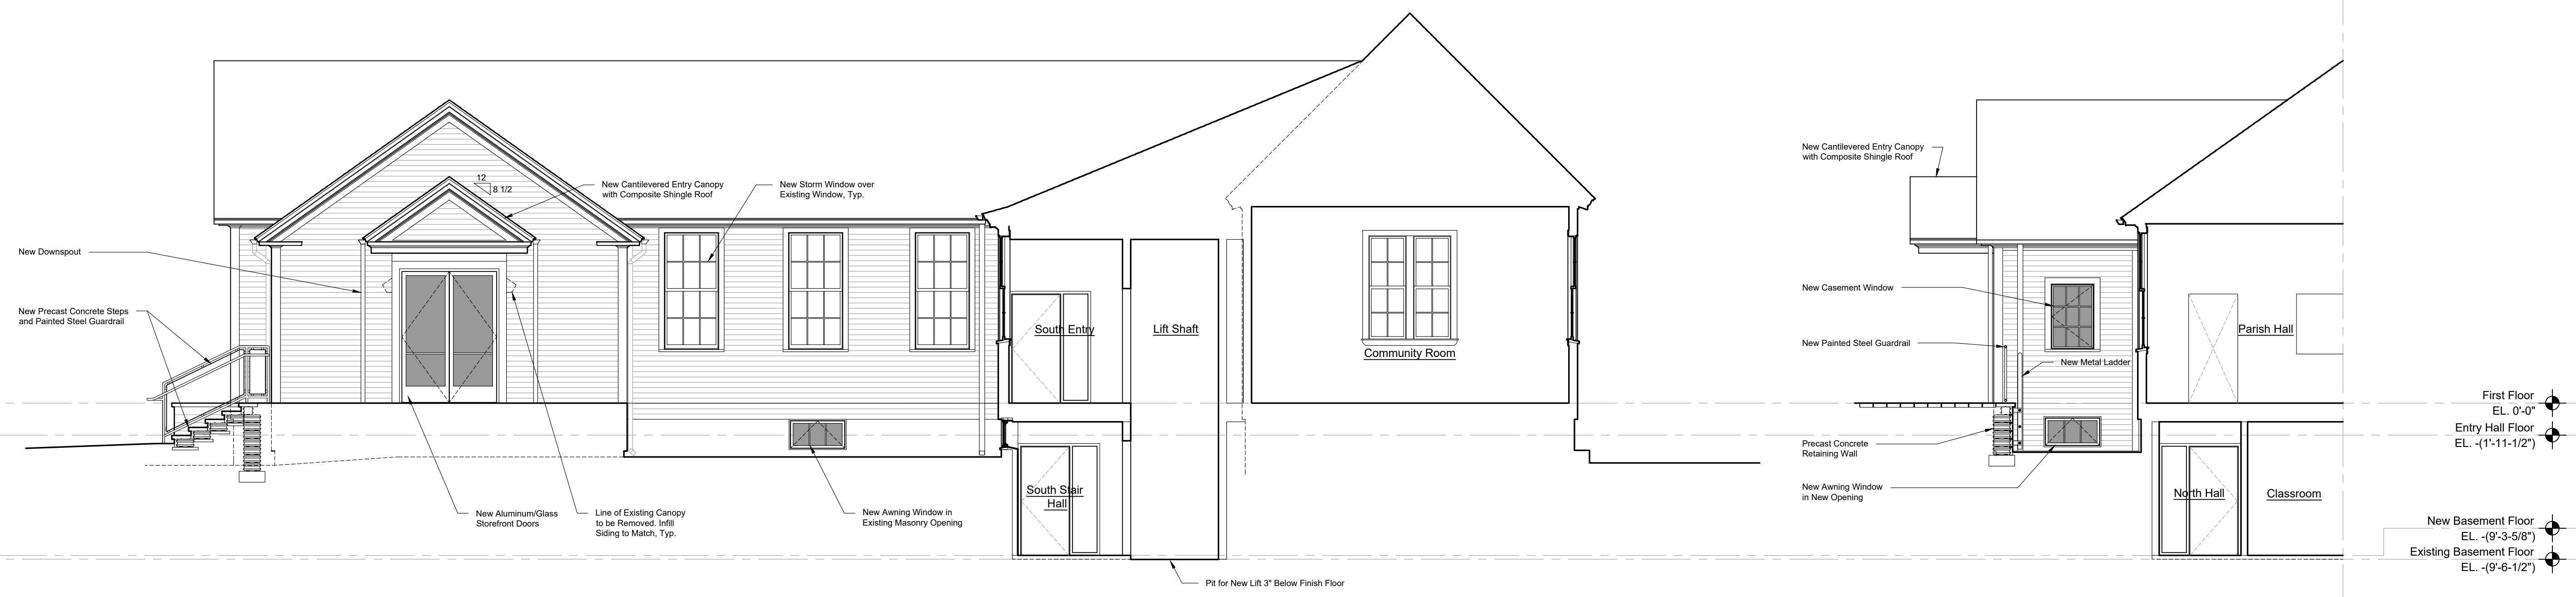 New Cantilevered Entry Canopy
with Composite Shingle Roof
12
8 1/2
New Cantilevered Entry Canopy
with Composite Shingle Roof
New Storm Window over
Existing Window, Typ.
New Downspout
New Casement Window
New Precast Concrete Steps
and Painted Steel Guardrail
South Entry
Lift Shaft
Community Room
Parish Hall
New Painted Steel Guardrail
New Metal Ladder
First Floor
EL. 0'-0"
Entry Hall Floor
EL. -(1'-11-1/2")
Precast Concrete
Retaining Wall
New Awning Window
in New Opening
South Stair
Hall
North Hall
Classroom
New Aluminum/Glass
Storefront Doors
Line of Existing Canopy
to be Removed. Infill
Siding to Match, Typ.
New Awning Window in
Existing Masonry Opening
New Basement Floor
EL. -(9'-3-5/8")
Existing Basement Floor
EL. -(9'-6-1/2")
Pit for New Lift 3" Below Finish Floor